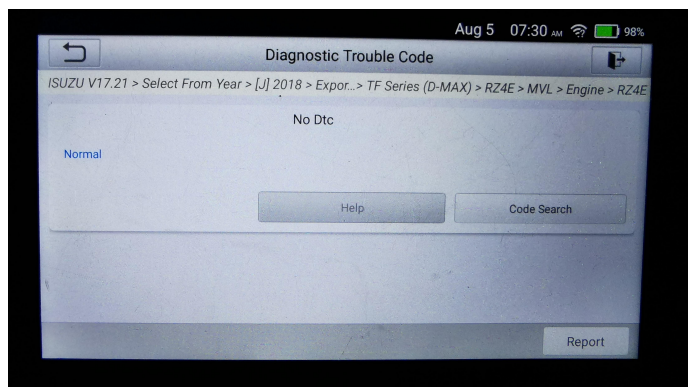 Aug 5 07:30 AM 98%
Diagnostic Trouble Code
ISUZU V17.21 > Select From Year > [J] 2018 > Expor...> TF Series (D-MAX) > RZ4E > MVL > Engine > RZ4E
No Dtc
Normal
Help Code Search
Report